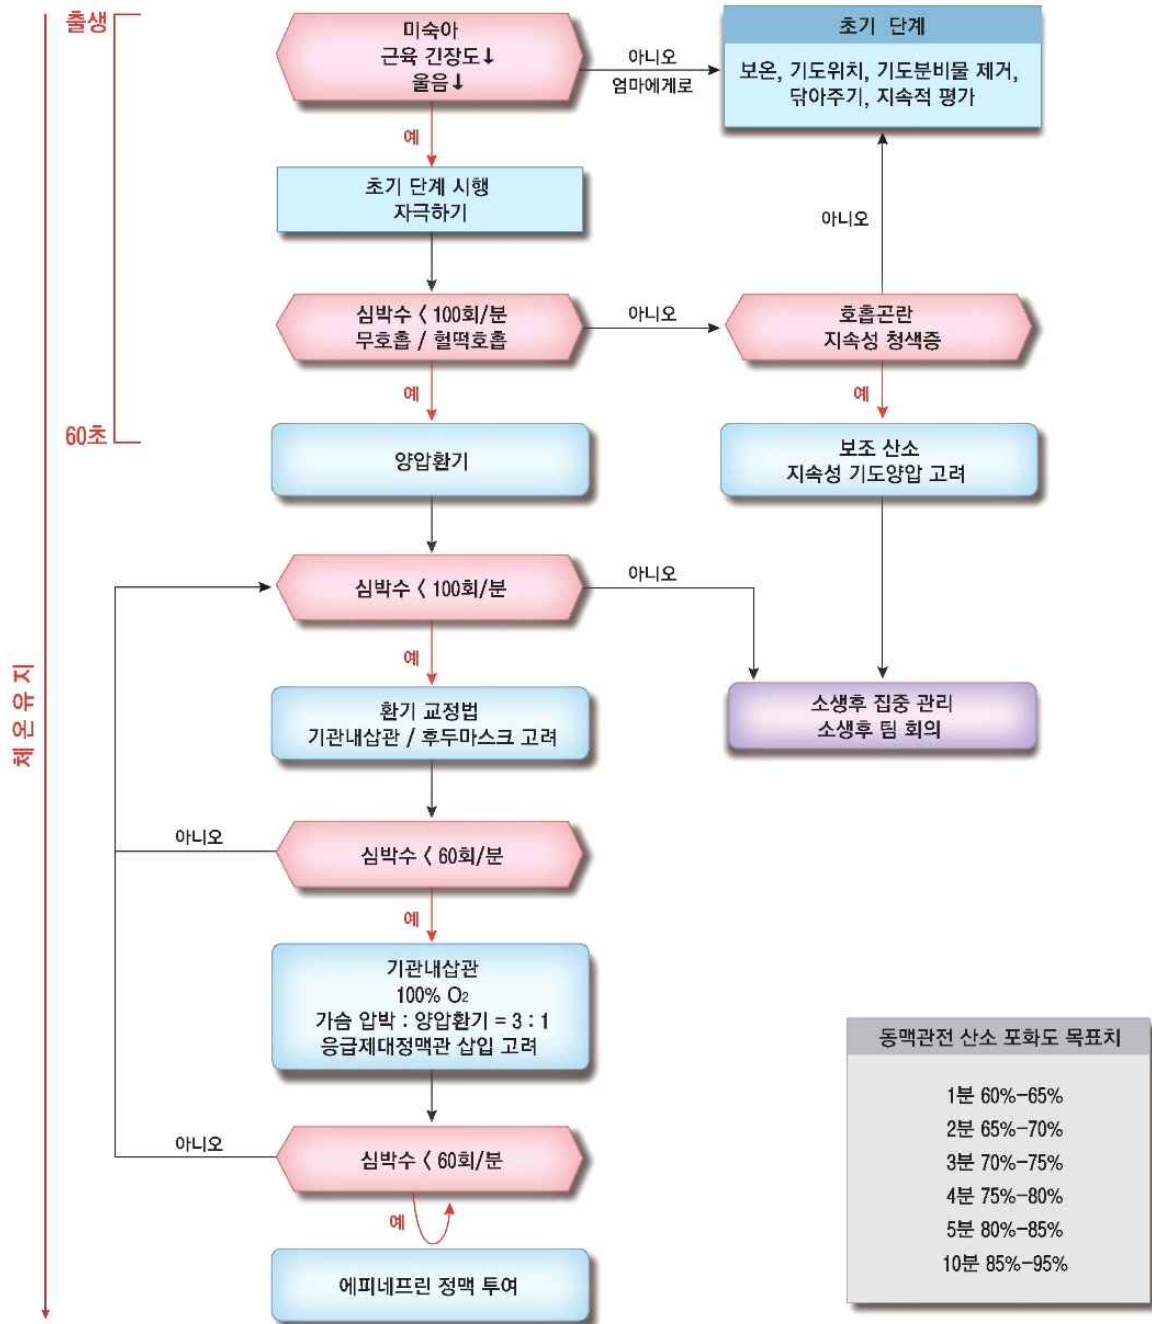 출생
미숙아
근육 긴장도↓
울음↓
아니오
엄마에게로
초기 단계
보온, 기도위치, 기도분비물 제거,
닦아주기, 지속적 평가
예
초기 단계 시행
자극하기
아니오
심박수 < 100회/분
무호흡 / 헐떡호흡
아니오
호흡곤란
지속성 청색증
예
예
60초
양압환기
보조 산소
지속성 기도양압 고려
심박수 < 100회/분
아니오
예
체온유지
환기 교정법
기관내삽관 / 후두마스크 고려
소생후 집중 관리
소생후 팀 회의
아니오
심박수 < 60회/분
예
기관내삽관
100% O₂
가슴 압박 : 양압환기 = 3 : 1
응급제대정맥관 삽입 고려
아니오
심박수 < 60회/분
예
에피네프린 정맥 투여
동맥관전 산소 포화도 목표치
1분 60%-65%
2분 65%-70%
3분 70%-75%
4분 75%-80%
5분 80%-85%
10분 85%-95%